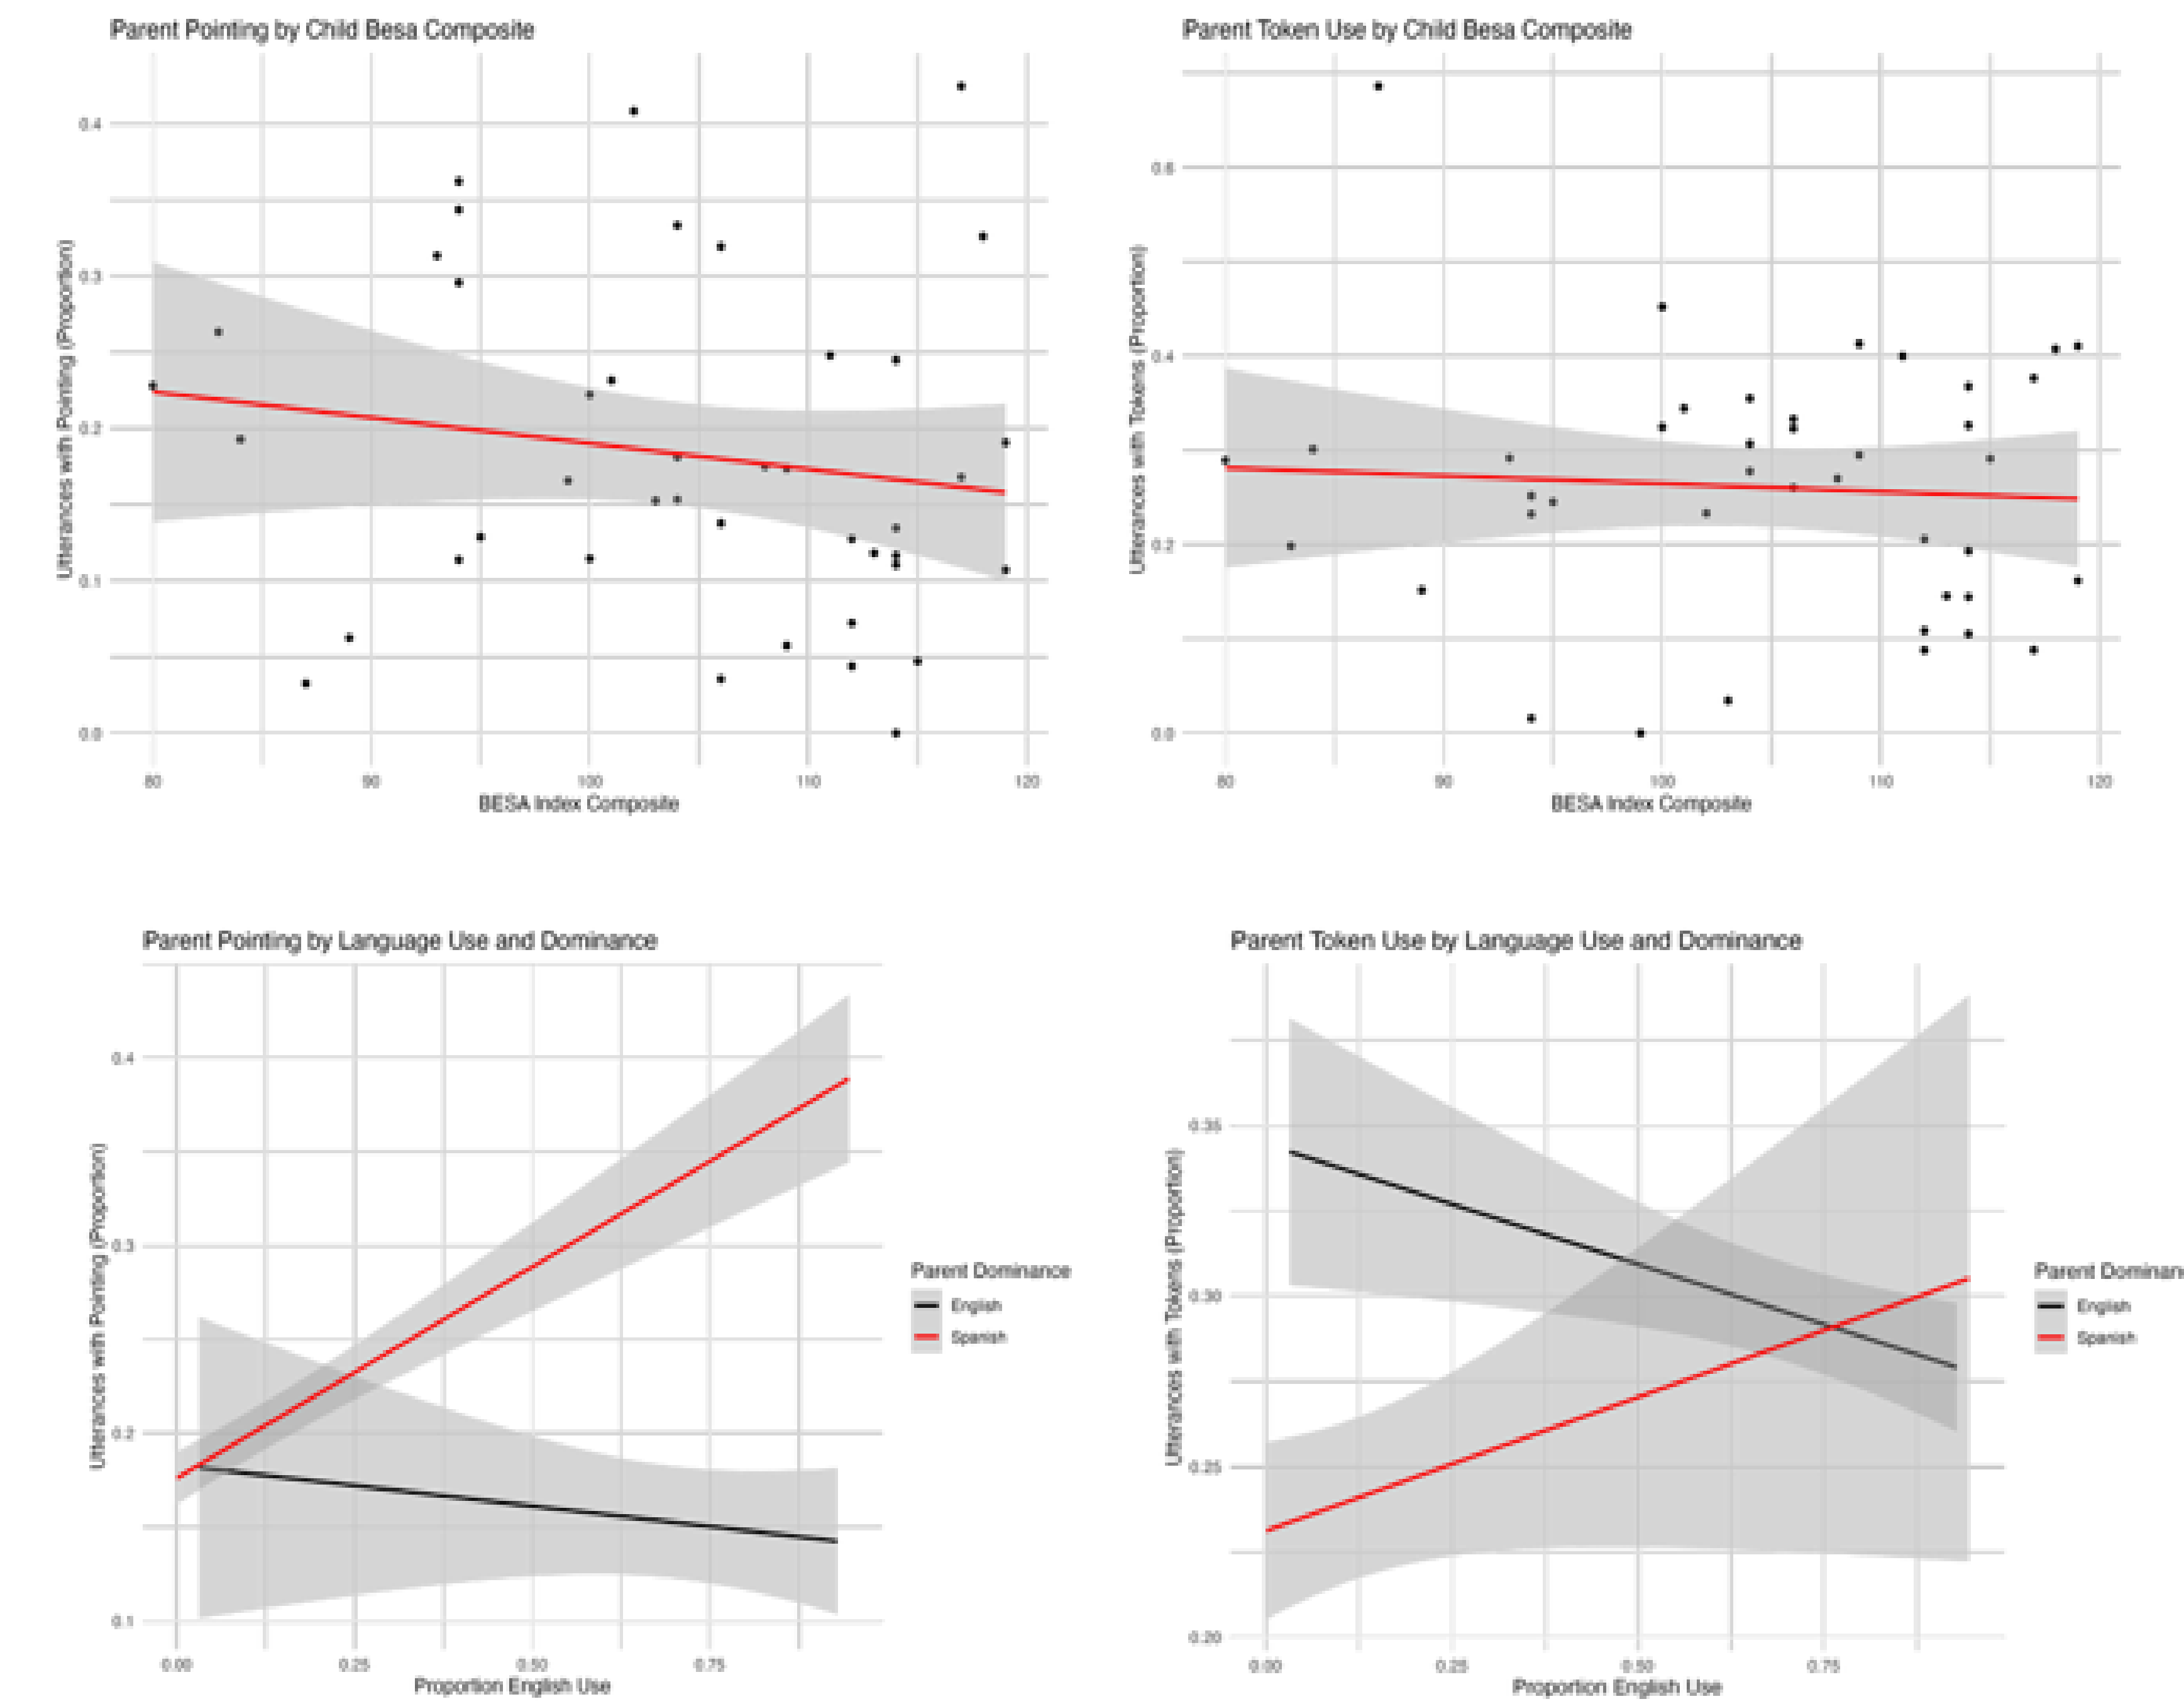 Parent Pointing by Child Besa Composite
Utterances with Pointing (Proportion)
0.4
0.3
0.2
0.1
0.0
80 90 100 110 120
BESA Index Composite
Parent Token Use by Child Besa Composite
Utterances with Tokens (Proportion)
0.6
0.4
0.2
0.0
80 90 100 110 120
BESA Index Composite
Parent Pointing by Language Use and Dominance
Utterances with Pointing (Proportion)
0.4
0.3
0.2
0.1
0.00 0.25 0.50 0.75
Proportion English Use
Parent Dominance
English
Spanish
Parent Token Use by Language Use and Dominance
Utterances with Tokens (Proportion)
0.35
0.30
0.25
0.20
0.00 0.25 0.50 0.75
Proportion English Use
Parent Dominan
English
Spanish